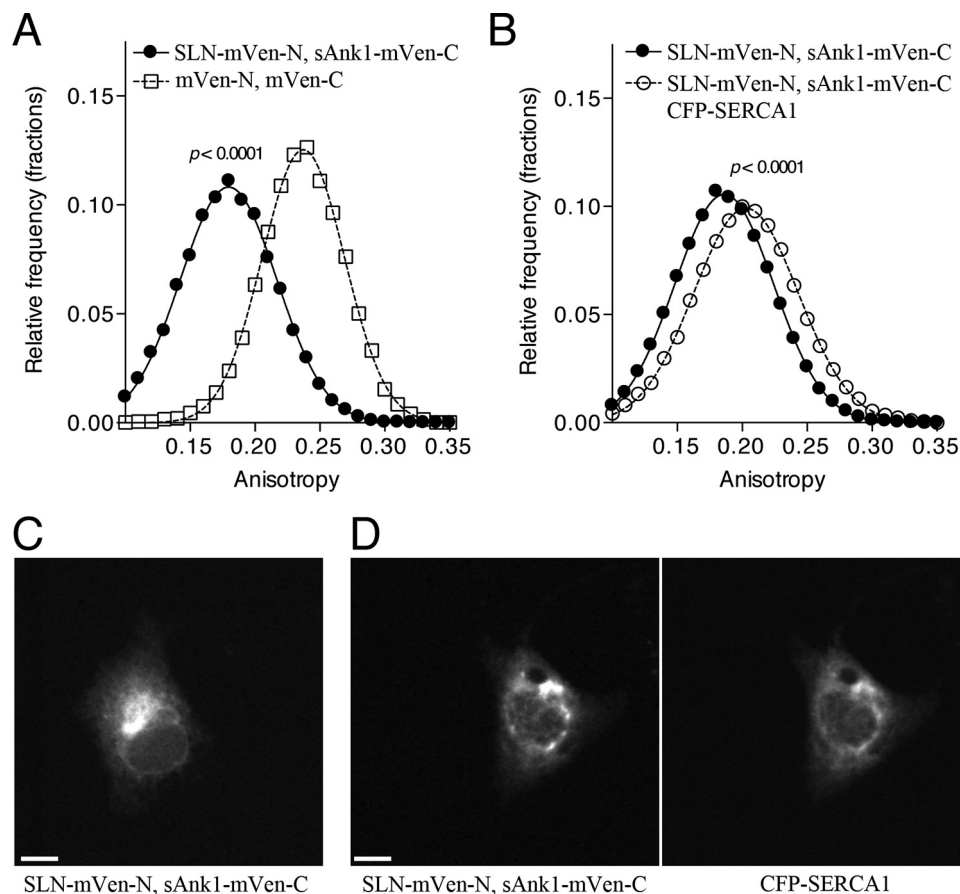 A
SLN-mVen-N, sAnk1-mVen-C
mVen-N, mVen-C
p< 0.0001
Relative frequency (fractions)
0.15
0.10
0.05
0.00
0.15 0.20 0.25 0.30 0.35
Anisotropy
B
SLN-mVen-N, sAnk1-mVen-C
SLN-mVen-N, sAnk1-mVen-C
CFP-SERCA1
p< 0.0001
Relative frequency (fractions)
0.15
0.10
0.05
0.00
0.15 0.20 0.25 0.30 0.35
Anisotropy
C
SLN-mVen-N, sAnk1-mVen-C
D
SLN-mVen-N, sAnk1-mVen-C
CFP-SERCA1